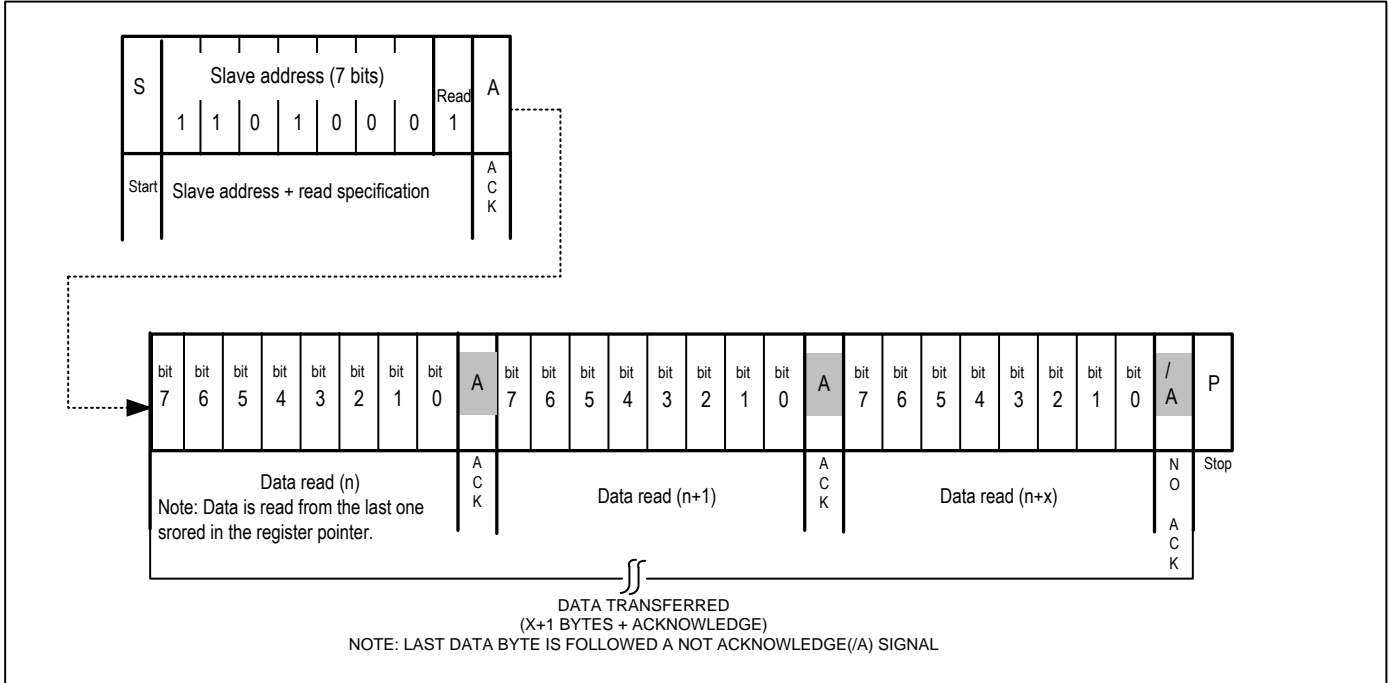 S
Slave address (7 bits)
Read
A
1 1 0 1 0 0 0 1
Start
Slave address + read specification
A
C
K
bit bit bit bit bit bit bit bit A bit bit bit bit bit bit bit bit A bit bit bit bit bit bit bit bit / A P
7 6 5 4 3 2 1 0 7 6 5 4 3 2 1 0 7 6 5 4 3 2 1 0
Data read (n)
Note: Data is read from the last one
srored in the register pointer.
A
C
K
Data read (n+1)
A
C
K
Data read (n+x)
N
O
A
C
K
Stop
DATA TRANSFERRED
(X+1 BYTES + ACKNOWLEDGE)
NOTE: LAST DATA BYTE IS FOLLOWED A NOT ACKNOWLEDGE(/A) SIGNAL